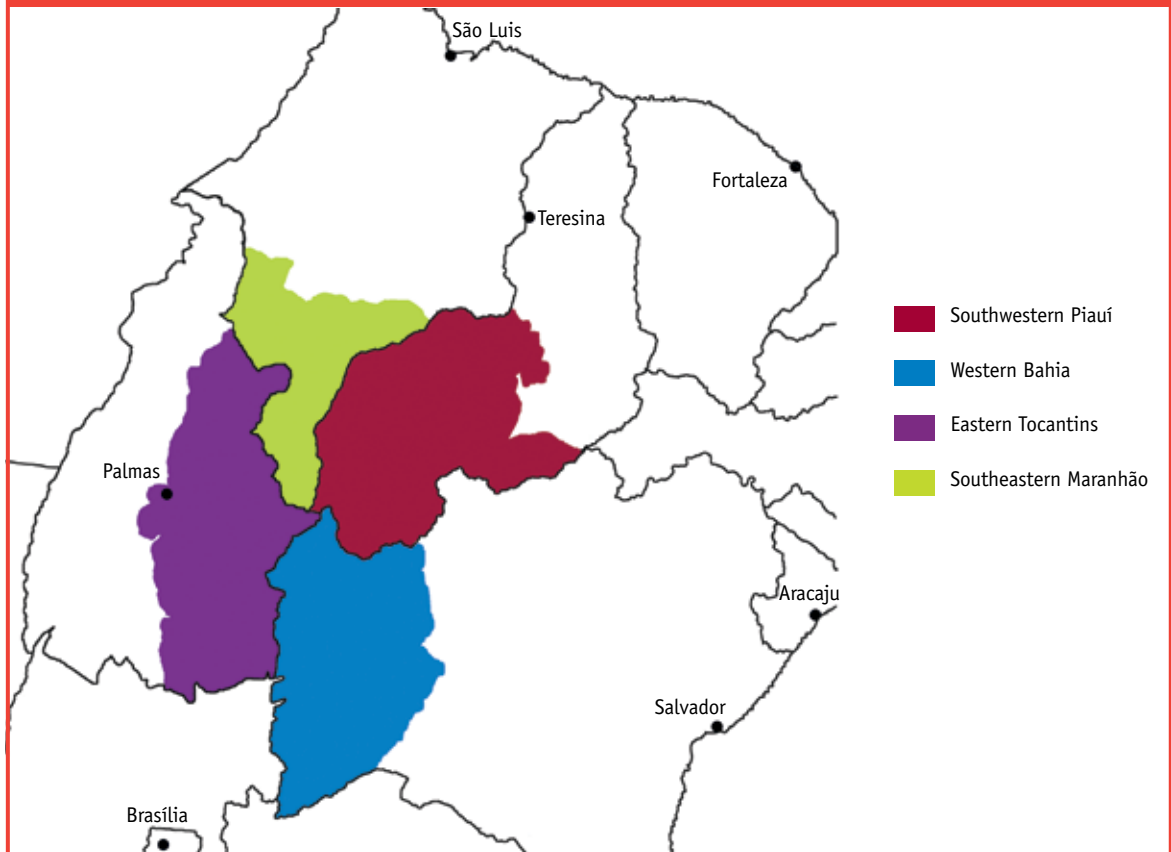 São Luis
Fortaleza
Teresina
Southwestern Piauí
Western Bahia
Eastern Tocantins
Palmas
Southeastern Maranhão
Aracaju
Salvador
Brasília